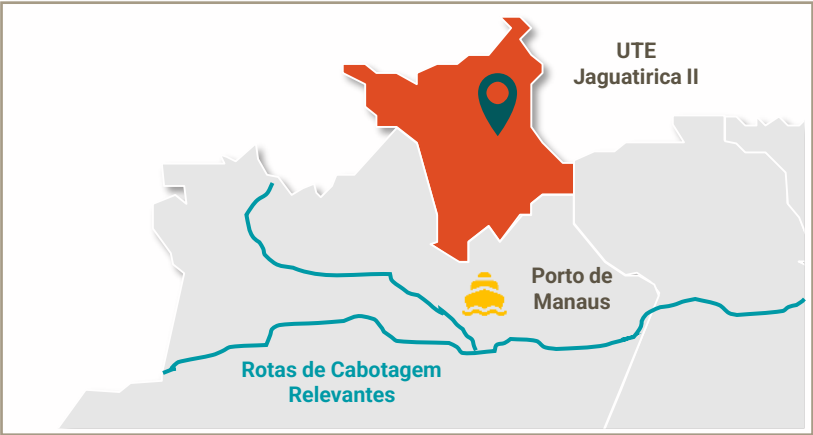 UTE
Jaguatirica II
Porto de
Manaus
Rotas de Cabotagem
Relevantes